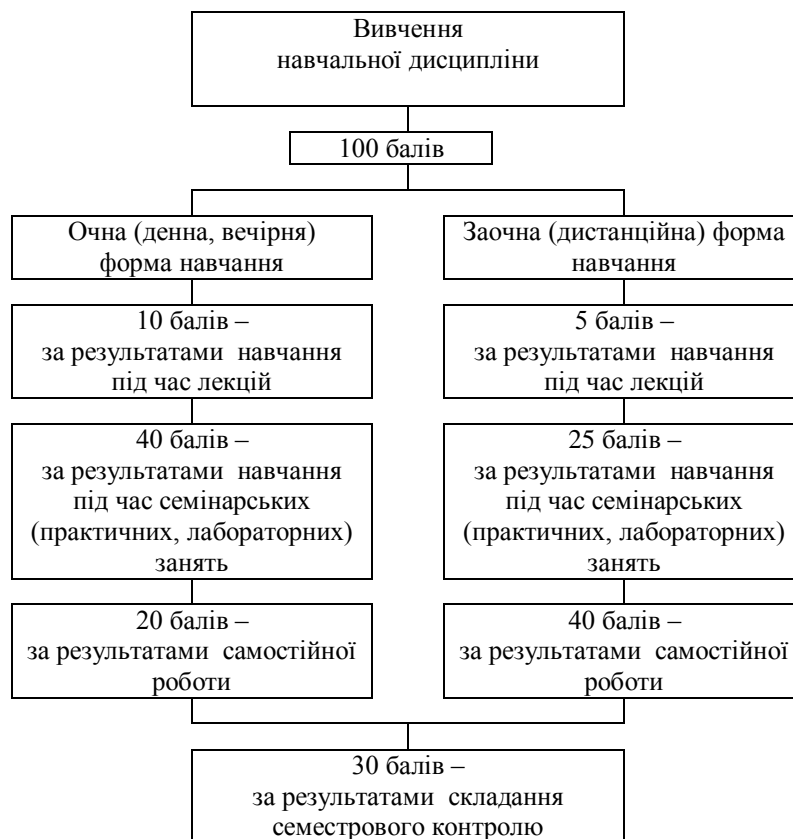 Вивчення
навчальної дисципліни
100 балів
Очна (денна, вечірня)
форма навчання
10 балів –
за результатами навчання
під час лекцій
40 балів –
за результатами навчання
під час семінарських
(практичних, лабораторних)
занять
20 балів –
за результатами самостійної
роботи
Заочна (дистанційна) форма
навчання
5 балів –
за результатами навчання
під час лекцій
25 балів –
за результатами навчання
під час семінарських
(практичних, лабораторних)
занять
40 балів –
за результатами самостійної
роботи
30 балів –
за результатами складання
семестрового контролю